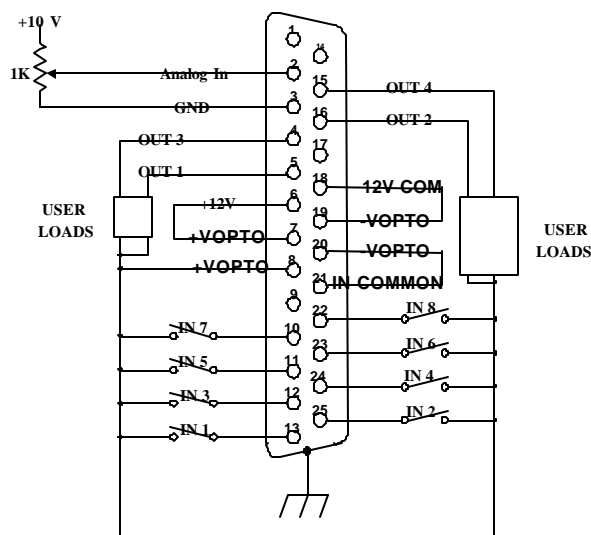 +10 V
1K
Analog In
GND
OUT 3
OUT 1
USER
LOADS
+12V
+VOPTO
+VOPTO
IN 7
IN 5
IN 3
IN 1
1
2
3
4
5
6
7
8
9
10
11
12
13
14
15
16
17
18
19
20
21
22
23
24
25
OUT 4
OUT 2
12V COM
-VOPTO
-VOPTO
IN COMMON
USER
LOADS
IN 8
IN 6
IN 4
IN 2